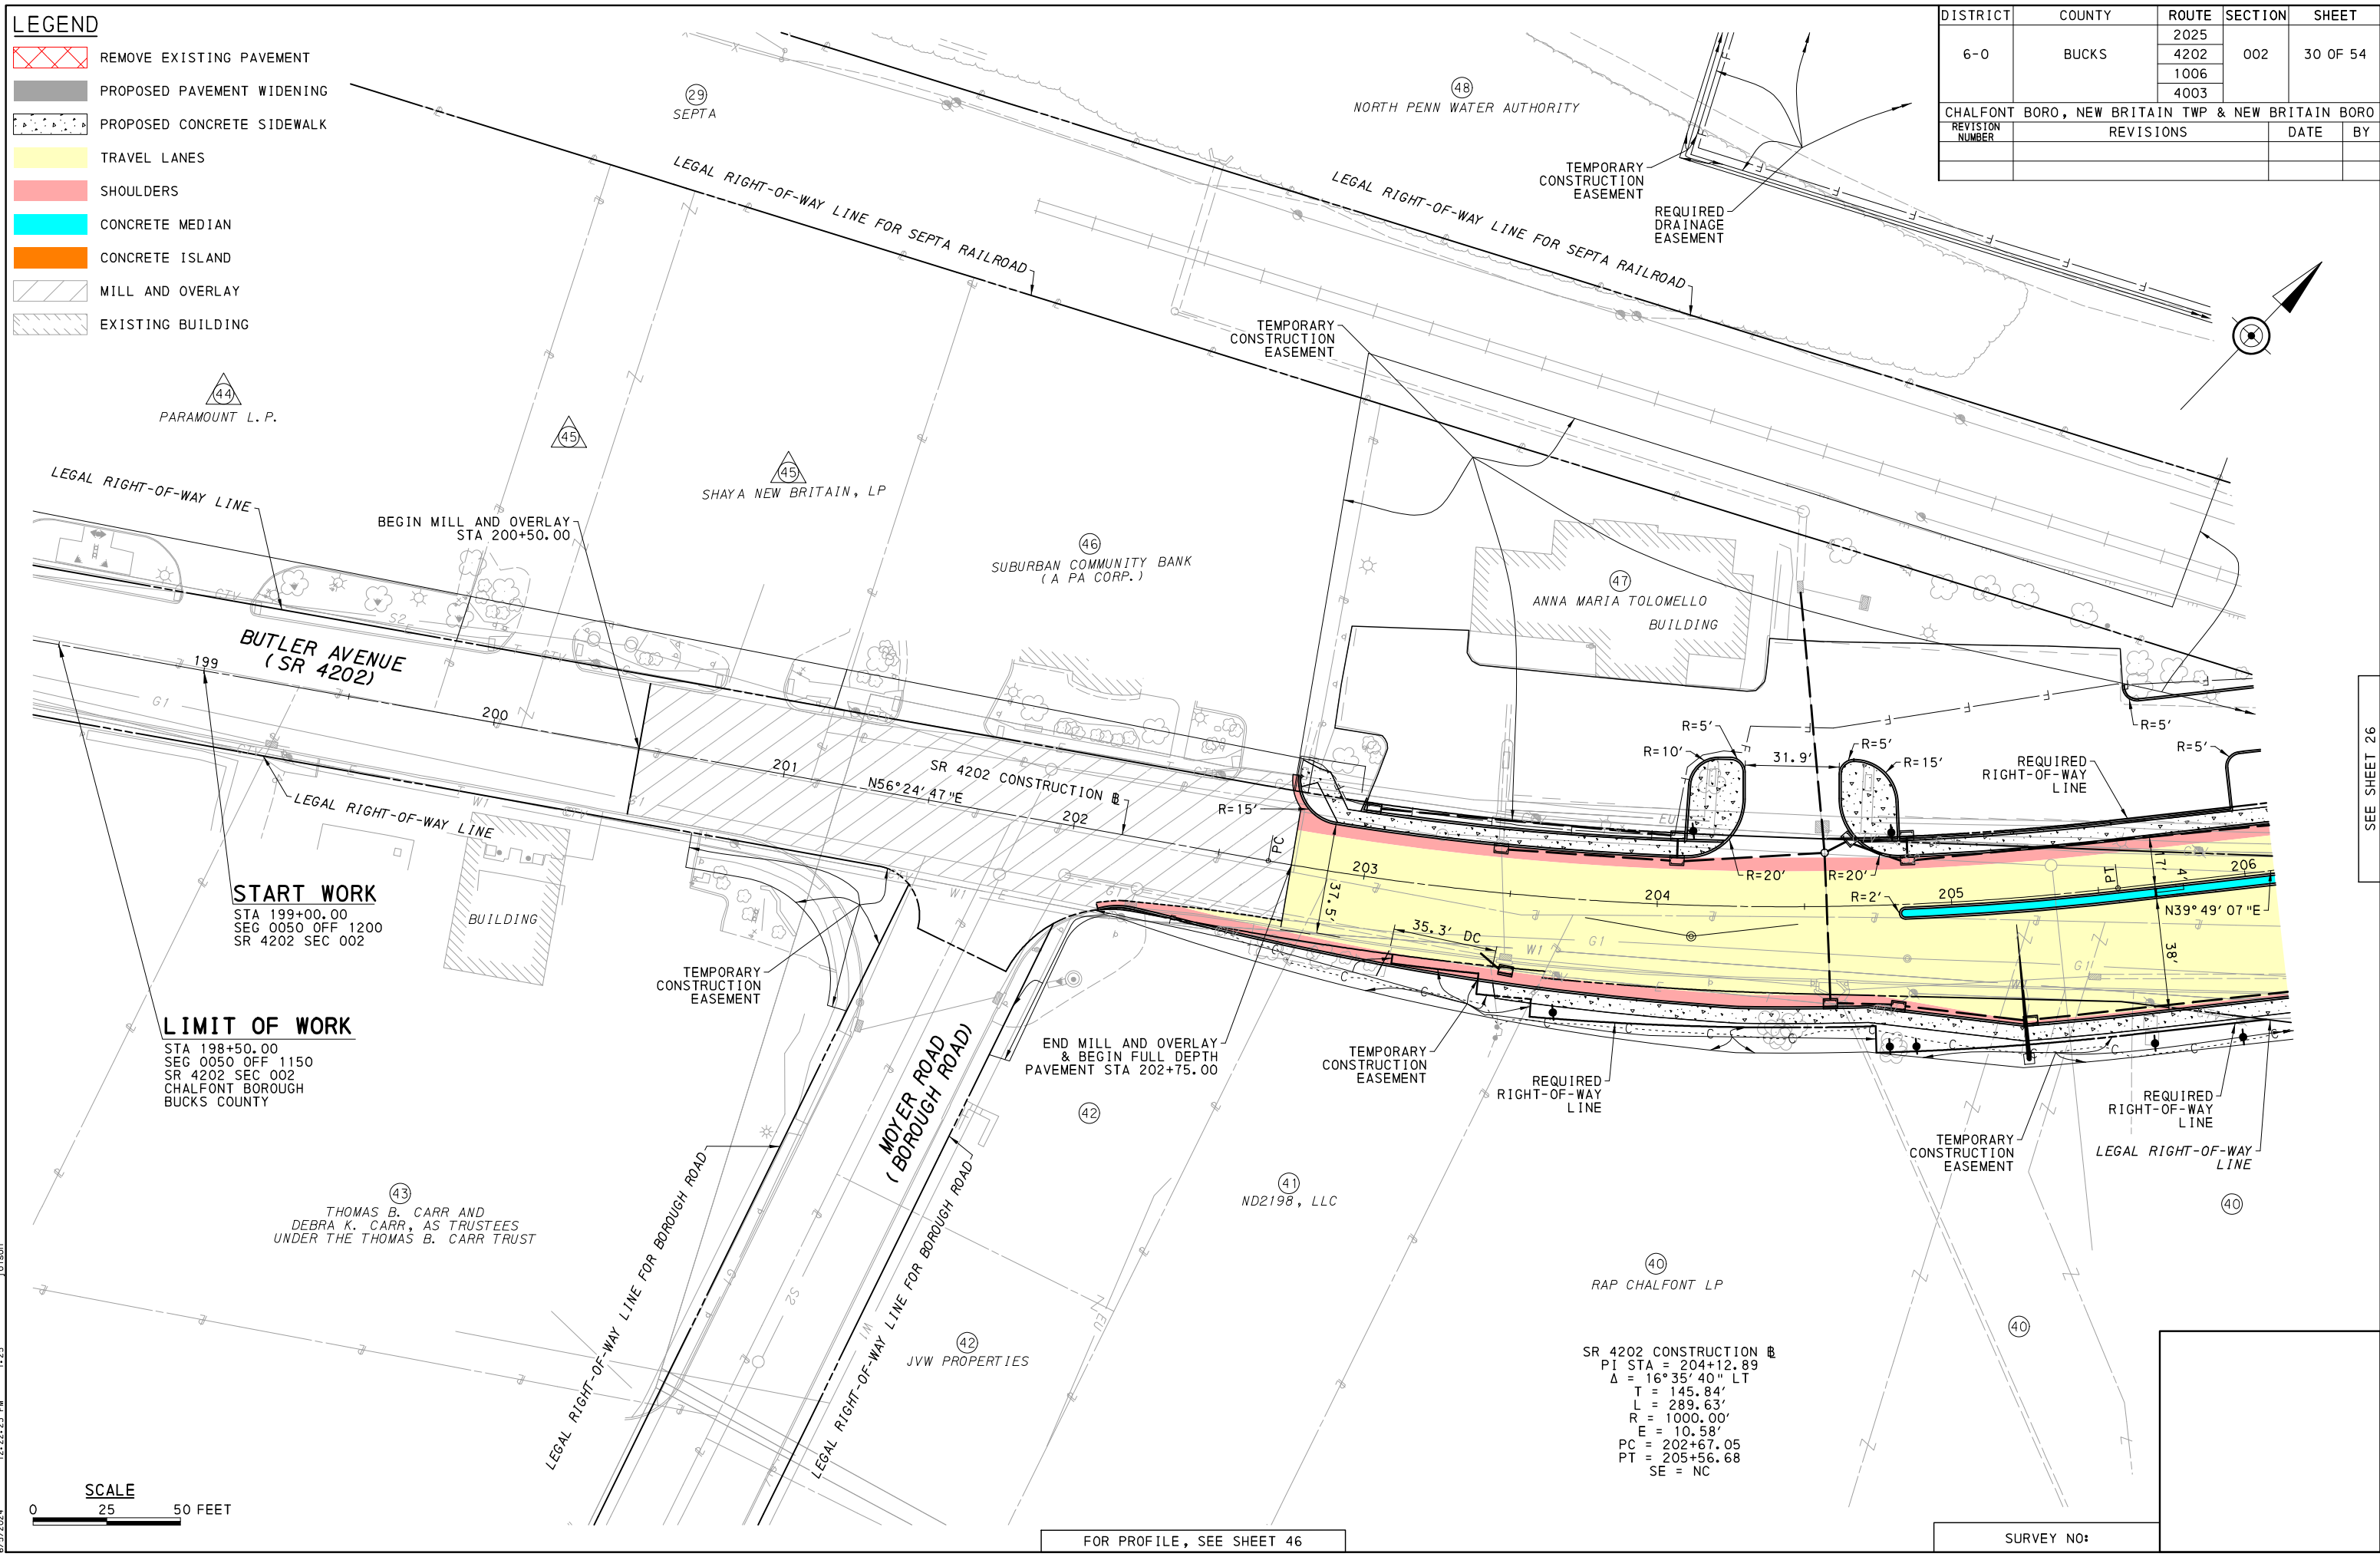 LEGEND
REMOVE EXISTING PAVEMENT
PROPOSED PAVEMENT WIDENING
PROPOSED CONCRETE SIDEWALK
TRAVEL LANES
SHOULDERS
CONCRETE MEDIAN
CONCRETE ISLAND
MILL AND OVERLAY
EXISTING BUILDING
DISTRICT COUNTY ROUTE SECTION SHEET
6-0 BUCKS 2025 002 30 OF 54
4202
1006
4003
CHALFONT BORO, NEW BRITAIN TWP & NEW BRITAIN BORO
REVISION NUMBER REVISIONS DATE BY
29
SEPTA
48
NORTH PENN WATER AUTHORITY
LEGAL RIGHT-OF-WAY LINE FOR SEPTA RAILROAD
LEGAL RIGHT-OF-WAY LINE FOR SEPTA RAILROAD
TEMPORARY
CONSTRUCTION
EASEMENT
REQUIRED
DRAINAGE
EASEMENT
TEMPORARY
CONSTRUCTION
EASEMENT
44
PARAMOUNT L.P.
45
45
SHAYA NEW BRITAIN, LP
LEGAL RIGHT-OF-WAY LINE
BEGIN MILL AND OVERLAY
STA 200+50.00
46
SUBURBAN COMMUNITY BANK
(A PA CORP.)
47
ANNA MARIA TOLOMELLO
BUILDING
BUTLER AVENUE
(SR 4202)
199
200
201
202
203
204
205
206
SR 4202 CONSTRUCTION BL
N56°24'47"E
PC
R=15'
37.5'
R=10'
R=5'
31.9'
R=5'
R=15'
R=20'
R=20'
R=2'
R=5'
R=5'
REQUIRED
RIGHT-OF-WAY
LINE
17'
4'
PT
N39°49'07"E
38'
35.3' DC
SEE SHEET 26
LEGAL RIGHT-OF-WAY LINE
START WORK
STA 199+00.00
SEG 0050 OFF 1200
SR 4202 SEC 002
BUILDING
LIMIT OF WORK
STA 198+50.00
SEG 0050 OFF 1150
SR 4202 SEC 002
CHALFONT BOROUGH
BUCKS COUNTY
TEMPORARY
CONSTRUCTION
EASEMENT
MOYER ROAD
(BOROUGH ROAD)
END MILL AND OVERLAY
& BEGIN FULL DEPTH
PAVEMENT STA 202+75.00
TEMPORARY
CONSTRUCTION
EASEMENT
REQUIRED
RIGHT-OF-WAY
LINE
TEMPORARY
CONSTRUCTION
EASEMENT
REQUIRED
RIGHT-OF-WAY
LINE
LEGAL RIGHT-OF-WAY
LINE
42
43
THOMAS B. CARR AND
DEBRA K. CARR, AS TRUSTEES
UNDER THE THOMAS B. CARR TRUST
LEGAL RIGHT-OF-WAY LINE FOR BOROUGH ROAD
LEGAL RIGHT-OF-WAY LINE FOR BOROUGH ROAD
41
ND2198, LLC
40
40
RAP CHALFONT LP
40
42
JVW PROPERTIES
SR 4202 CONSTRUCTION BL
PI STA = 204+12.89
Δ = 16°35'40" LT
T = 145.84'
L = 289.63'
R = 1000.00'
E = 10.58'
PC = 202+67.05
PT = 205+56.68
SE = NC
SCALE
0 25 50 FEET
FOR PROFILE, SEE SHEET 46
SURVEY NO: